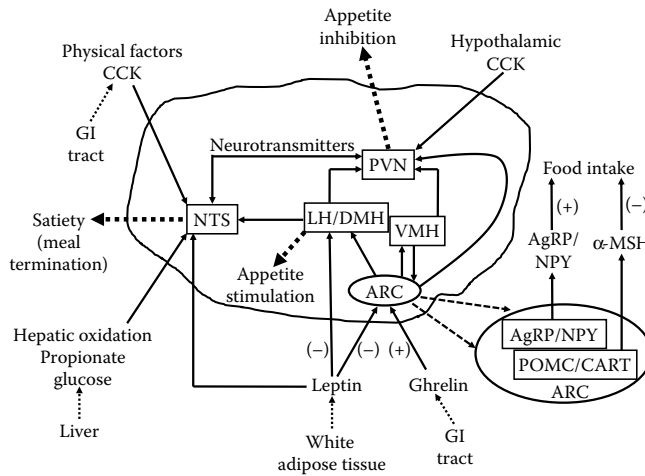 Appetite
inhibition
Physical factors
CCK
Hypothalamic
CCK
GI
tract
Neurotransmitters
PVN
Food intake
(+)
(−)
Satiety
(meal
termination)
NTS
LH/DMH
VMH
AgRP/
NPY
α-MSH
Appetite
stimulation
ARC
Hepatic oxidation
Propionate
glucose
(−)
(−)
(+)
AgRP/NPY
POMC/CART
ARC
Leptin
Ghrelin
Liver
White
adipose tissue
GI
tract